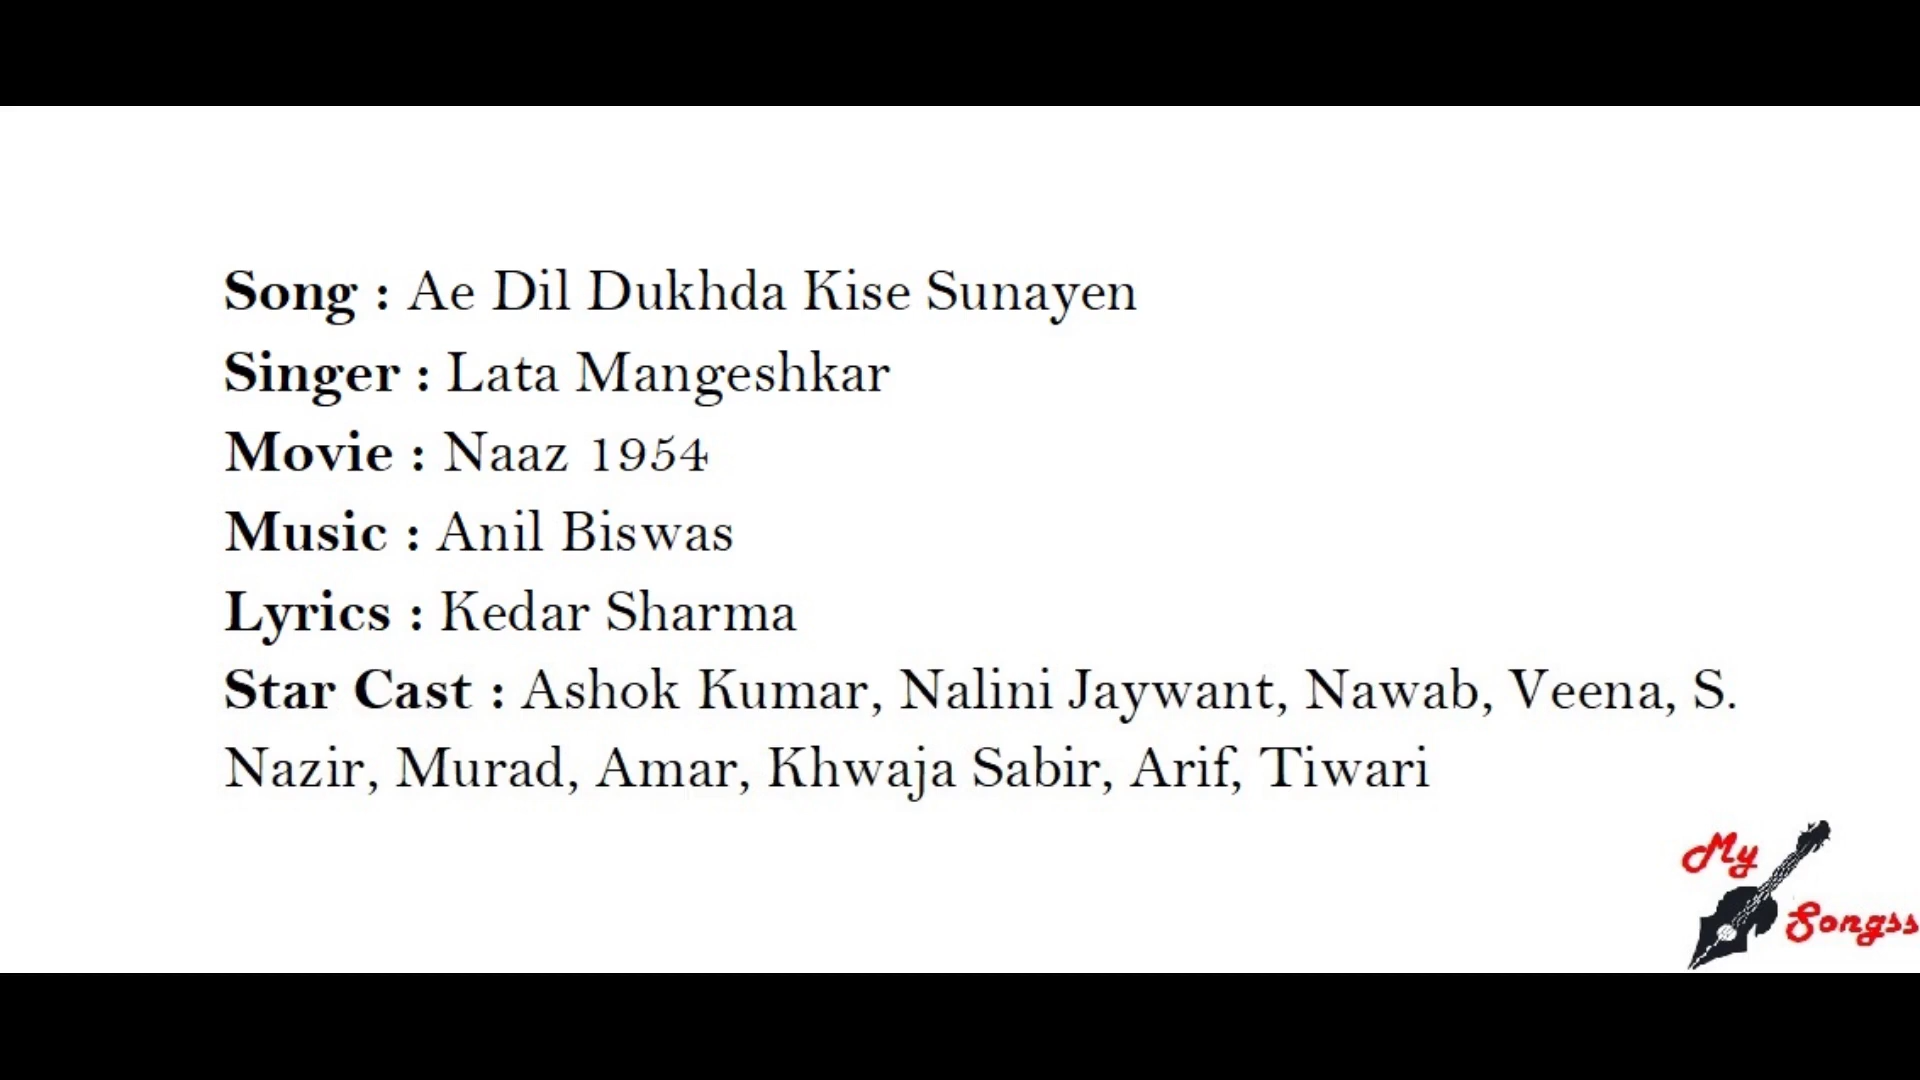 Song : Ae Dil Dukhda Kise Sunayen
Singer : Lata Mangeshkar
Movie : Naaz 1954
Music : Anil Biswas
Lyrics : Kedar Sharma
Star Cast : Ashok Kumar, Nalini Jaywant, Nawab, Veena, S.
Nazir, Murad, Amar, Khwaja Sabir, Arif, Tiwari
My
Songss